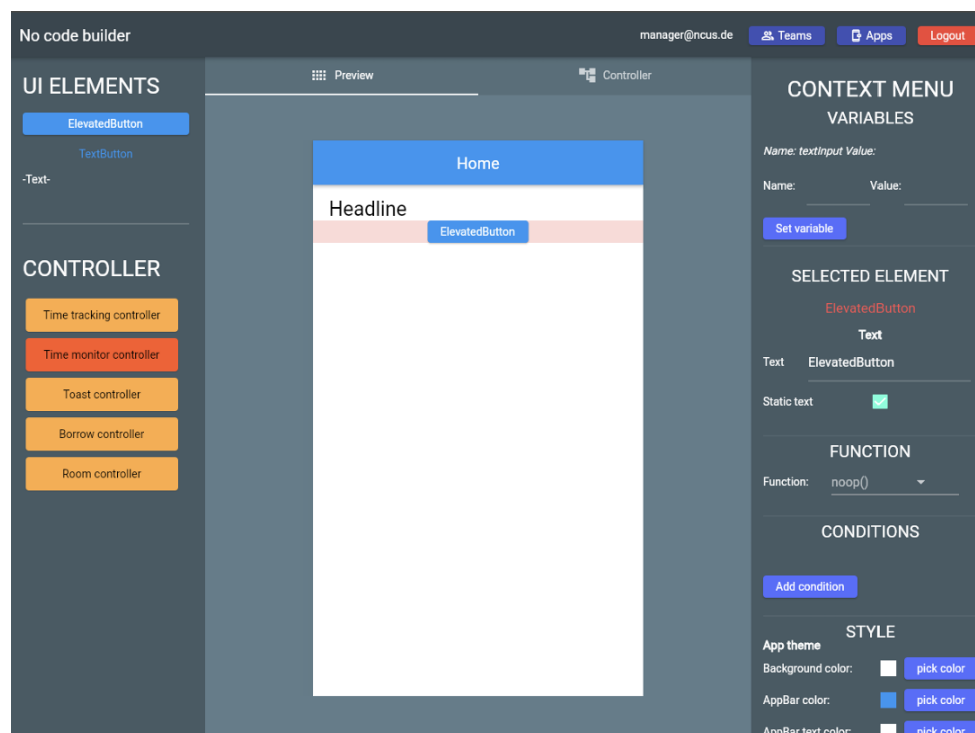 No code builder
manager@ncus.de
Teams
Apps
Logout
UI ELEMENTS
ElevatedButton
TextButton
-Text-
CONTROLLER
Time tracking controller
Time monitor controller
Toast controller
Borrow controller
Room controller
Preview
Controller
Home
Headline
ElevatedButton
CONTEXT MENU
VARIABLES
Name: textInput Value:
Name: Value:
Set variable
SELECTED ELEMENT
ElevatedButton
Text
Text ElevatedButton
Static text
FUNCTION
Function: noop()
CONDITIONS
Add condition
STYLE
App theme
Background color: pick color
AppBar color: pick color
AppBar text color: pick color